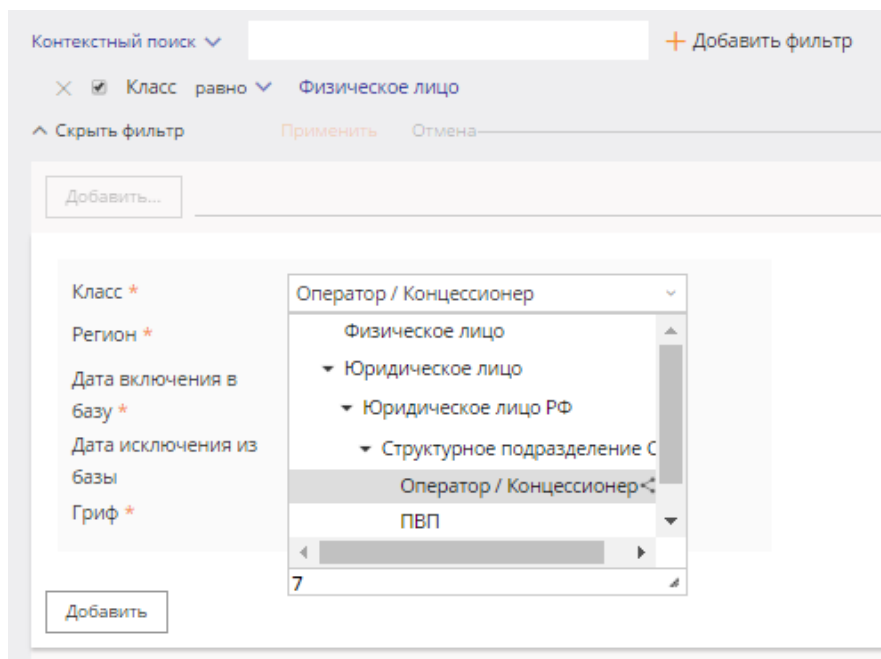 Контекстный поиск
Добавить фильтр
Класс равно Физическое лицо
Скрыть фильтр Применить Отмена
Добавить...
Класс * Оператор / Концессионер
Регион *
Дата включения в
базу *
Дата исключения из
базы
Гриф *
Физическое лицо
Юридическое лицо
Юридическое лицо РФ
Структурное подразделение С
Оператор / Концессионер
ПВП
7
Добавить